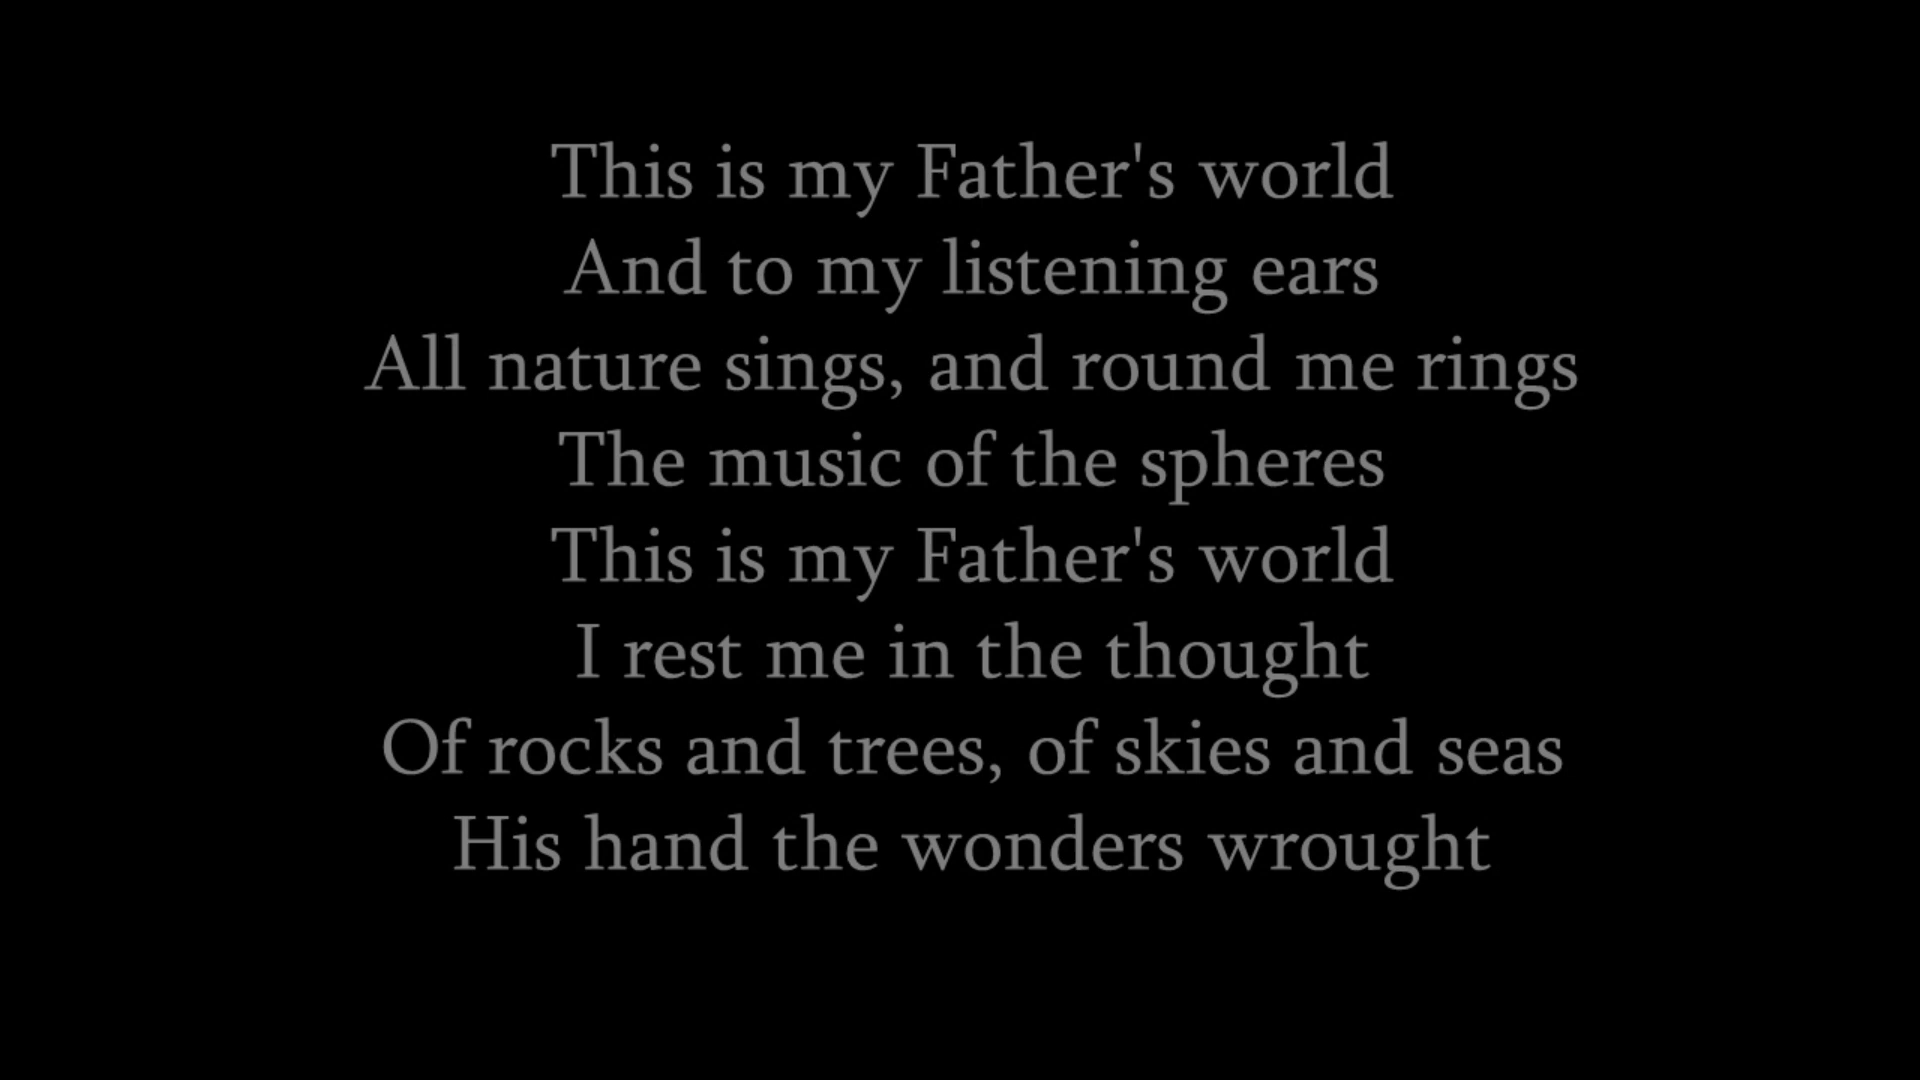 This is my Father's world
And to my listening ears
All nature sings, and round me rings
The music of the spheres
This is my Father's world
I rest me in the thought
Of rocks and trees, of skies and seas
His hand the wonders wrought